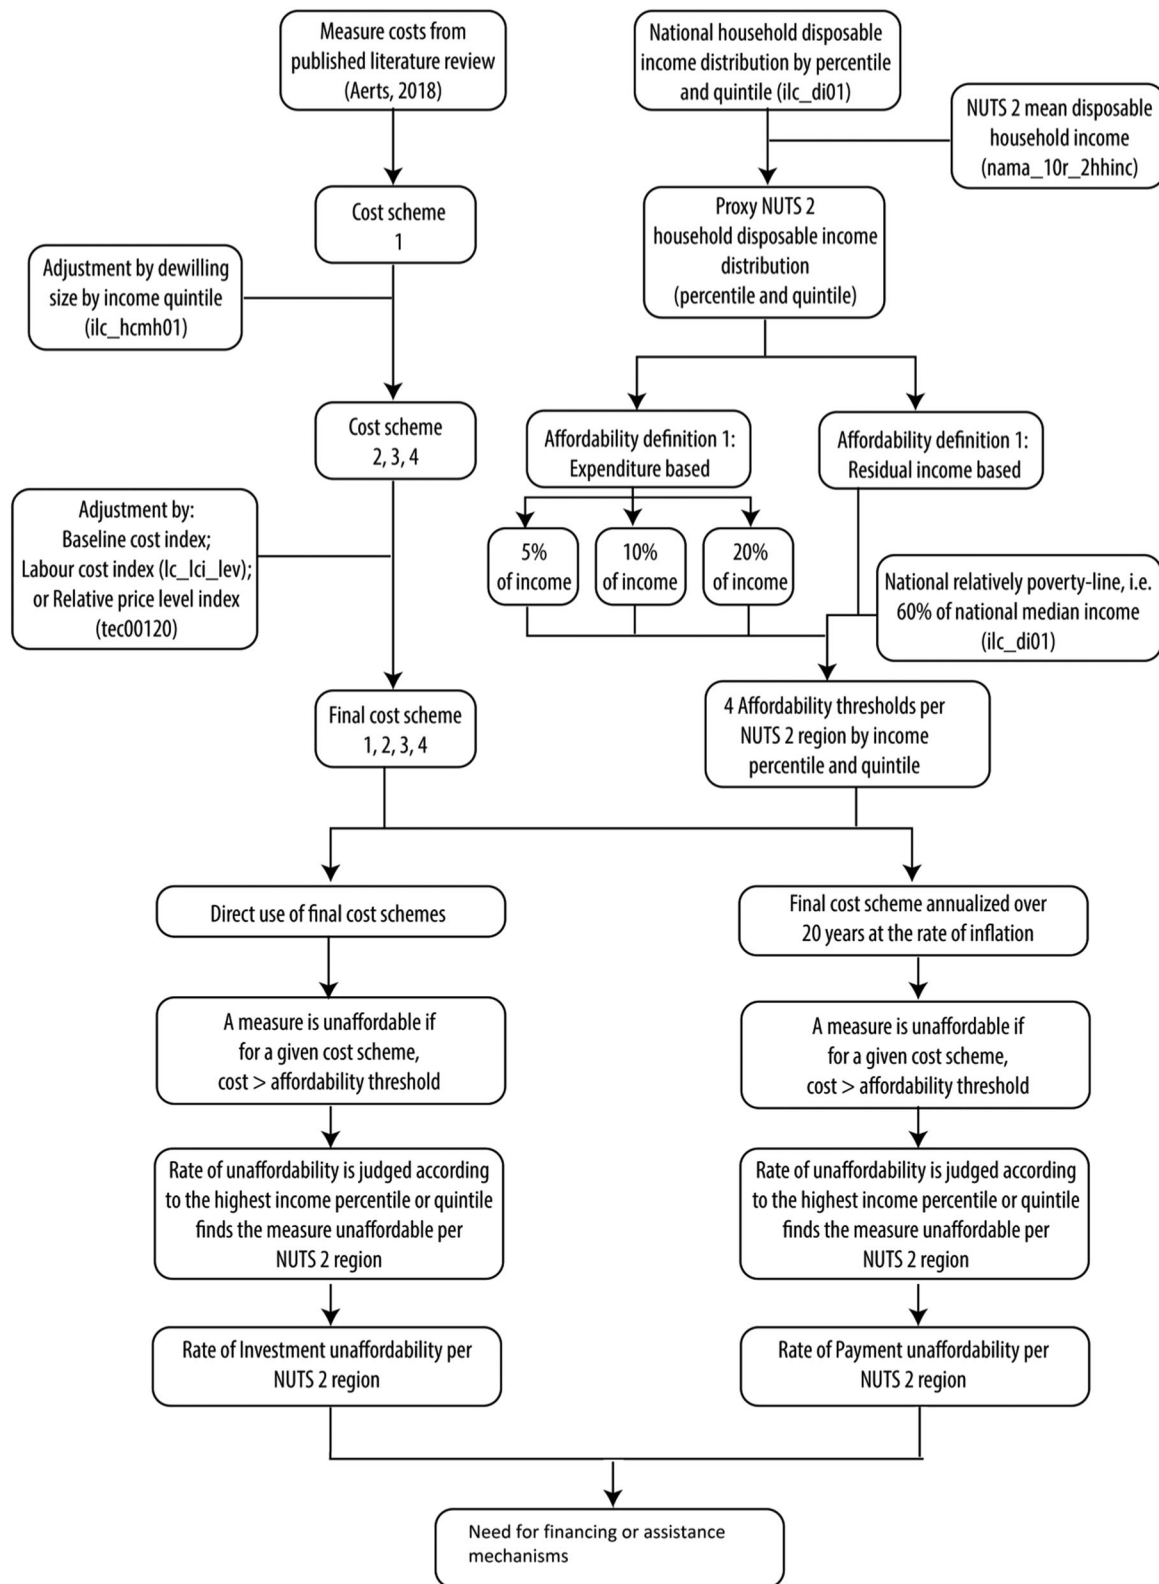 Measure costs from
published literature review
(Aerts, 2018)
National household disposable
income distribution by percentile
and quintile (ilc_di01)
NUTS 2 mean disposable
household income
(nama_10r_2hhinc)
Cost scheme
1
Proxy NUTS 2
household disposable income
distribution
(percentile and quintile)
Adjustment by dewilling
size by income quintile
(ilc_hcmh01)
Cost scheme
2, 3, 4
Affordability definition 1:
Expenditure based
Affordability definition 1:
Residual income based
Adjustment by:
Baseline cost index;
Labour cost index (lc_lci_lev);
or Relative price level index
(tec00120)
5%
of income
10%
of income
20%
of income
National relatively poverty-line, i.e.
60% of national median income
(ilc_di01)
Final cost scheme
1, 2, 3, 4
4 Affordability thresholds per
NUTS 2 region by income
percentile and quintile
Direct use of final cost schemes
Final cost scheme annualized over
20 years at the rate of inflation
A measure is unaffordable if
for a given cost scheme,
cost > affordability threshold
A measure is unaffordable if
for a given cost scheme,
cost > affordability threshold
Rate of unaffordability is judged according
to the highest income percentile or quintile
finds the measure unaffordable per
NUTS 2 region
Rate of unaffordability is judged according
to the highest income percentile or quintile
finds the measure unaffordable per
NUTS 2 region
Rate of Investment unaffordability per
NUTS 2 region
Rate of Payment unaffordability per
NUTS 2 region
Need for financing or assistance
mechanisms